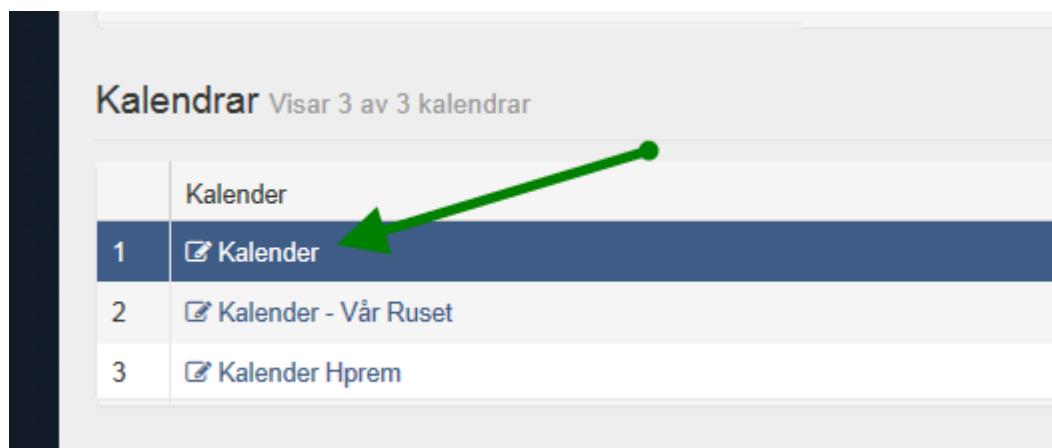 Kalendrar Visar 3 av 3 kalendrar
Kalender
1 Kalender
2 Kalender - Vår Ruset
3 Kalender Hprem